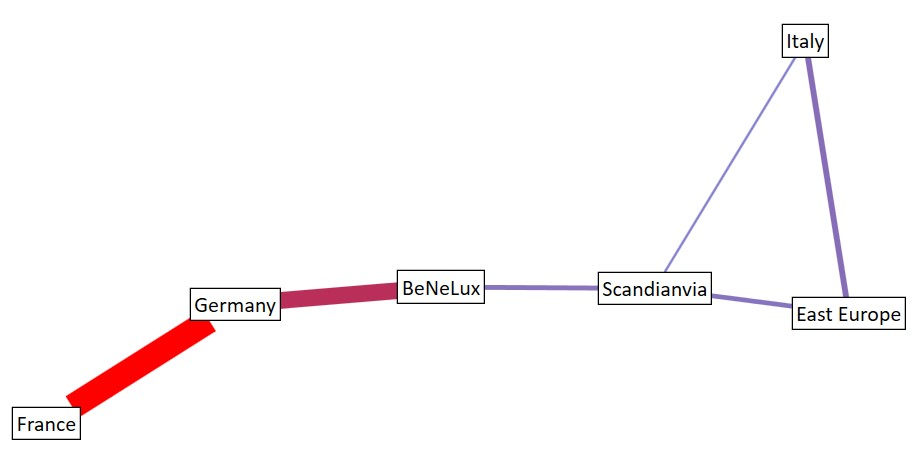 Italy
Germany
BeNeLux
Scandianvia
East Europe
France